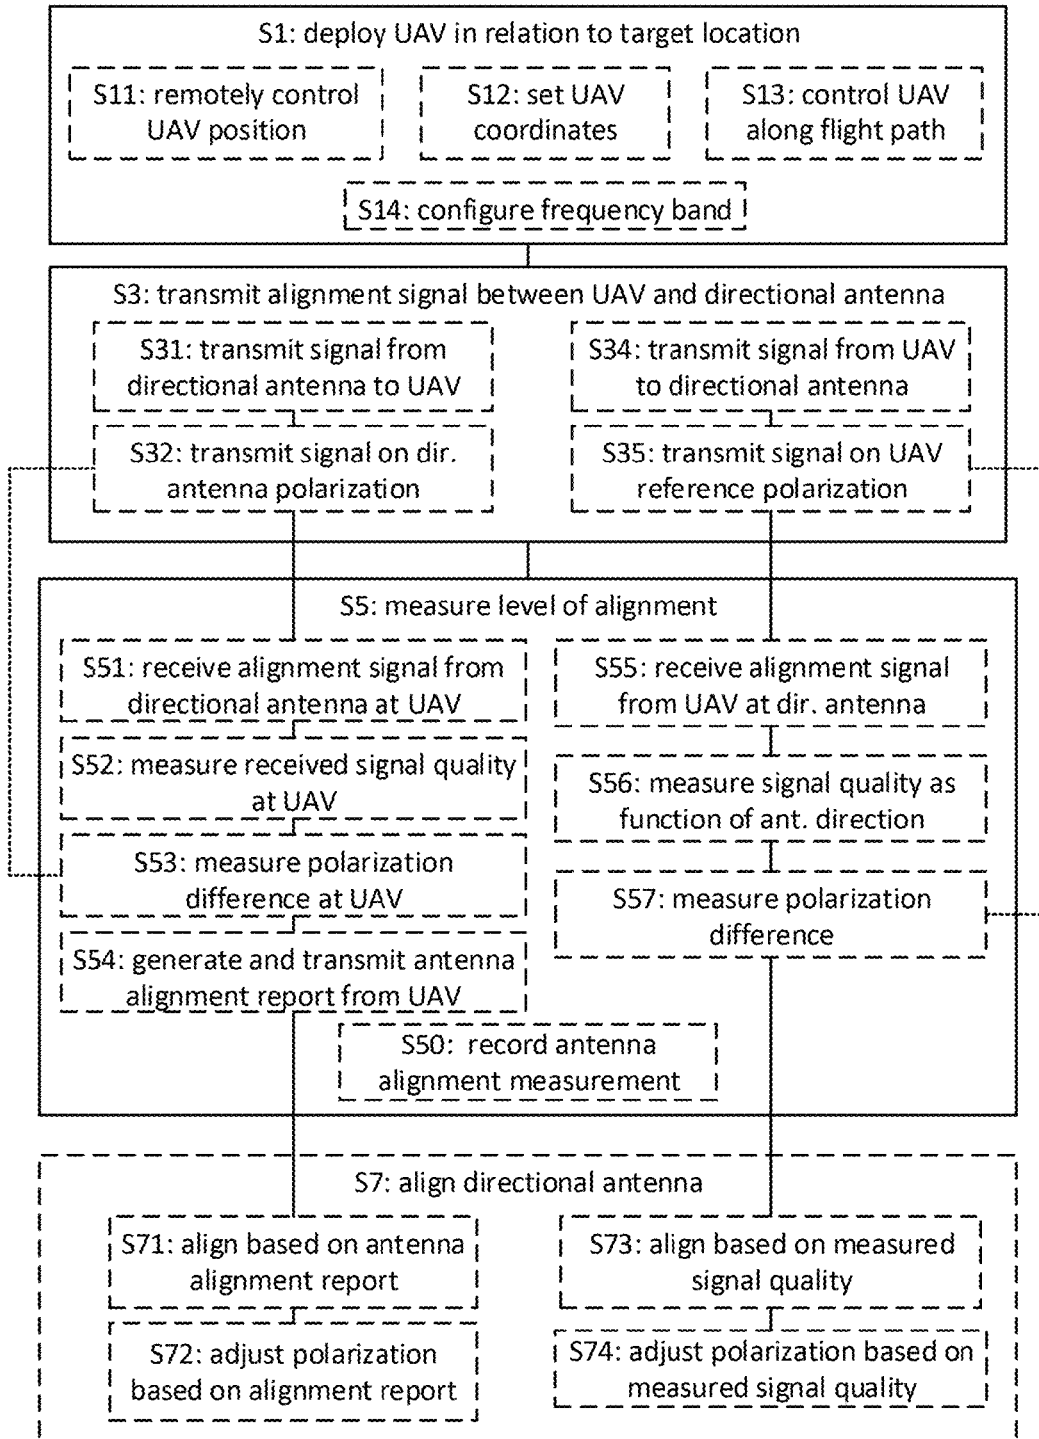 S1: deploy UAV in relation to target location
S11: remotely control
UAV position
S12: set UAV
coordinates
S13: control UAV
along flight path
S14: configure frequency band
S3: transmit alignment signal between UAV and directional antenna
S31: transmit signal from
directional antenna to UAV
S32: transmit signal on dir.
antenna polarization
S34: transmit signal from UAV
to directional antenna
S35: transmit signal on UAV
reference polarization
S5: measure level of alignment
S51: receive alignment signal from
directional antenna at UAV
S52: measure received signal quality
at UAV
S53: measure polarization
difference at UAV
S54: generate and transmit antenna
alignment report from UAV
S55: receive alignment signal
from UAV at dir. antenna
S56: measure signal quality as
function of ant. direction
S57: measure polarization
difference
S50: record antenna
alignment measurement
S7: align directional antenna
S71: align based on antenna
alignment report
S72: adjust polarization
based on alignment report
S73: align based on measured
signal quality
S74: adjust polarization based on
measured signal quality